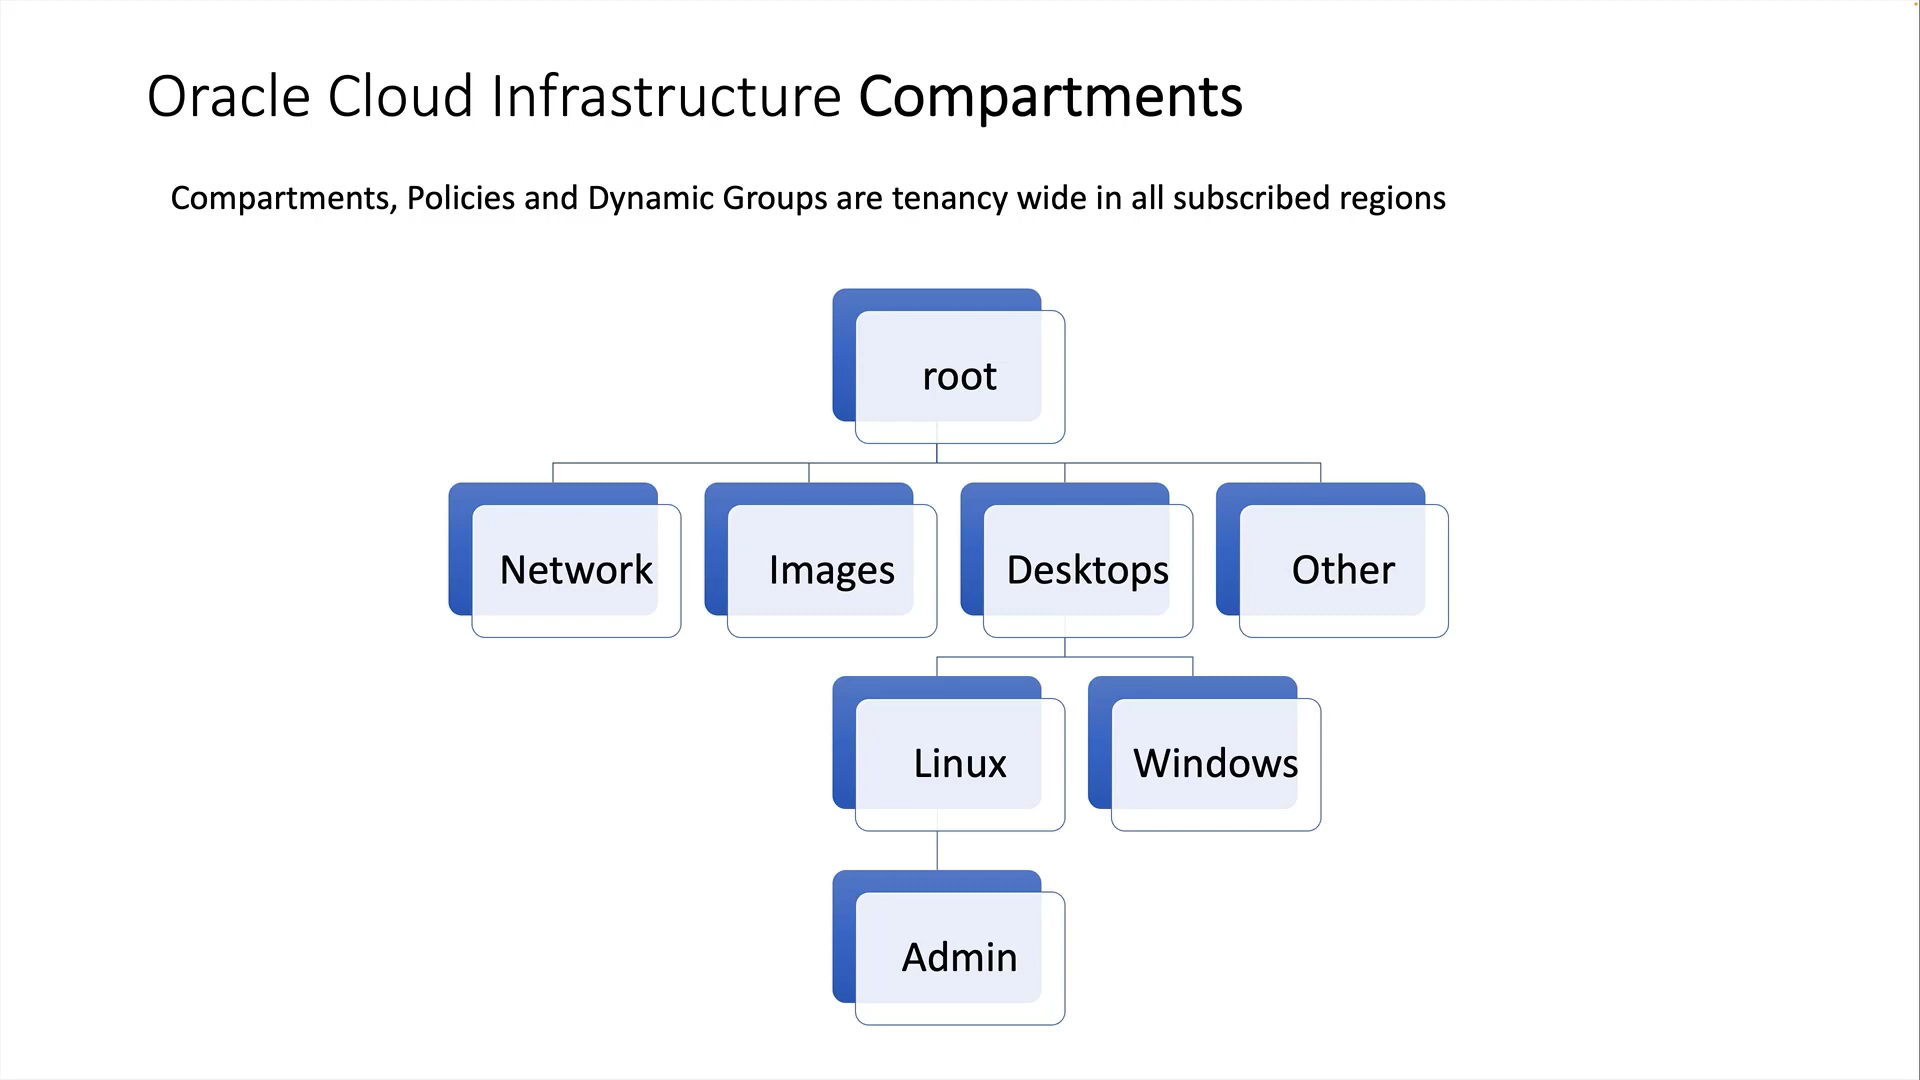 Oracle Cloud Infrastructure Compartments
Compartments, Policies and Dynamic Groups are tenancy wide in all subscribed regions
root
Network
Images
Desktops
Other
Linux
Windows
Admin